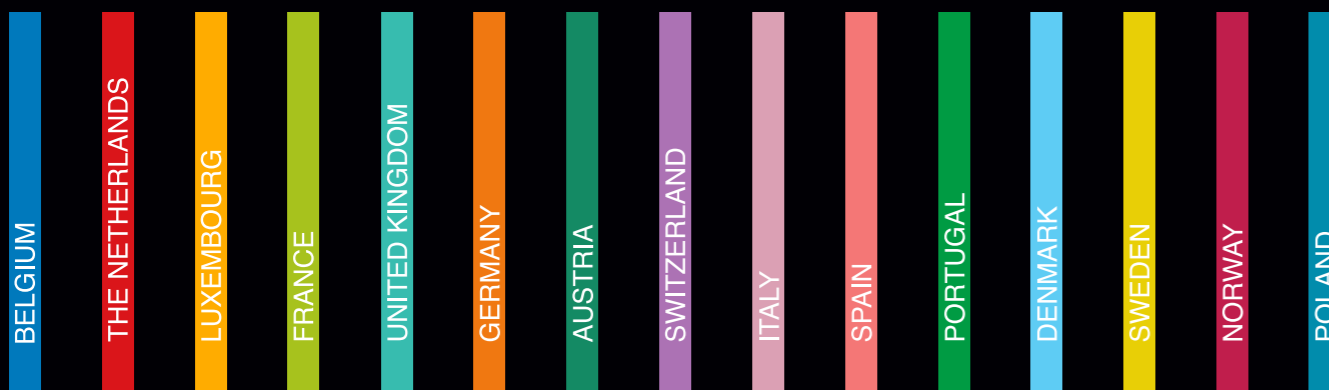 BELGIUM
THE NETHERLANDS
LUXEMBOURG
FRANCE
UNITED KINGDOM
GERMANY
AUSTRIA
SWITZERLAND
ITALY
SPAIN
PORTUGAL
DENMARK
SWEDEN
NORWAY
POLAND